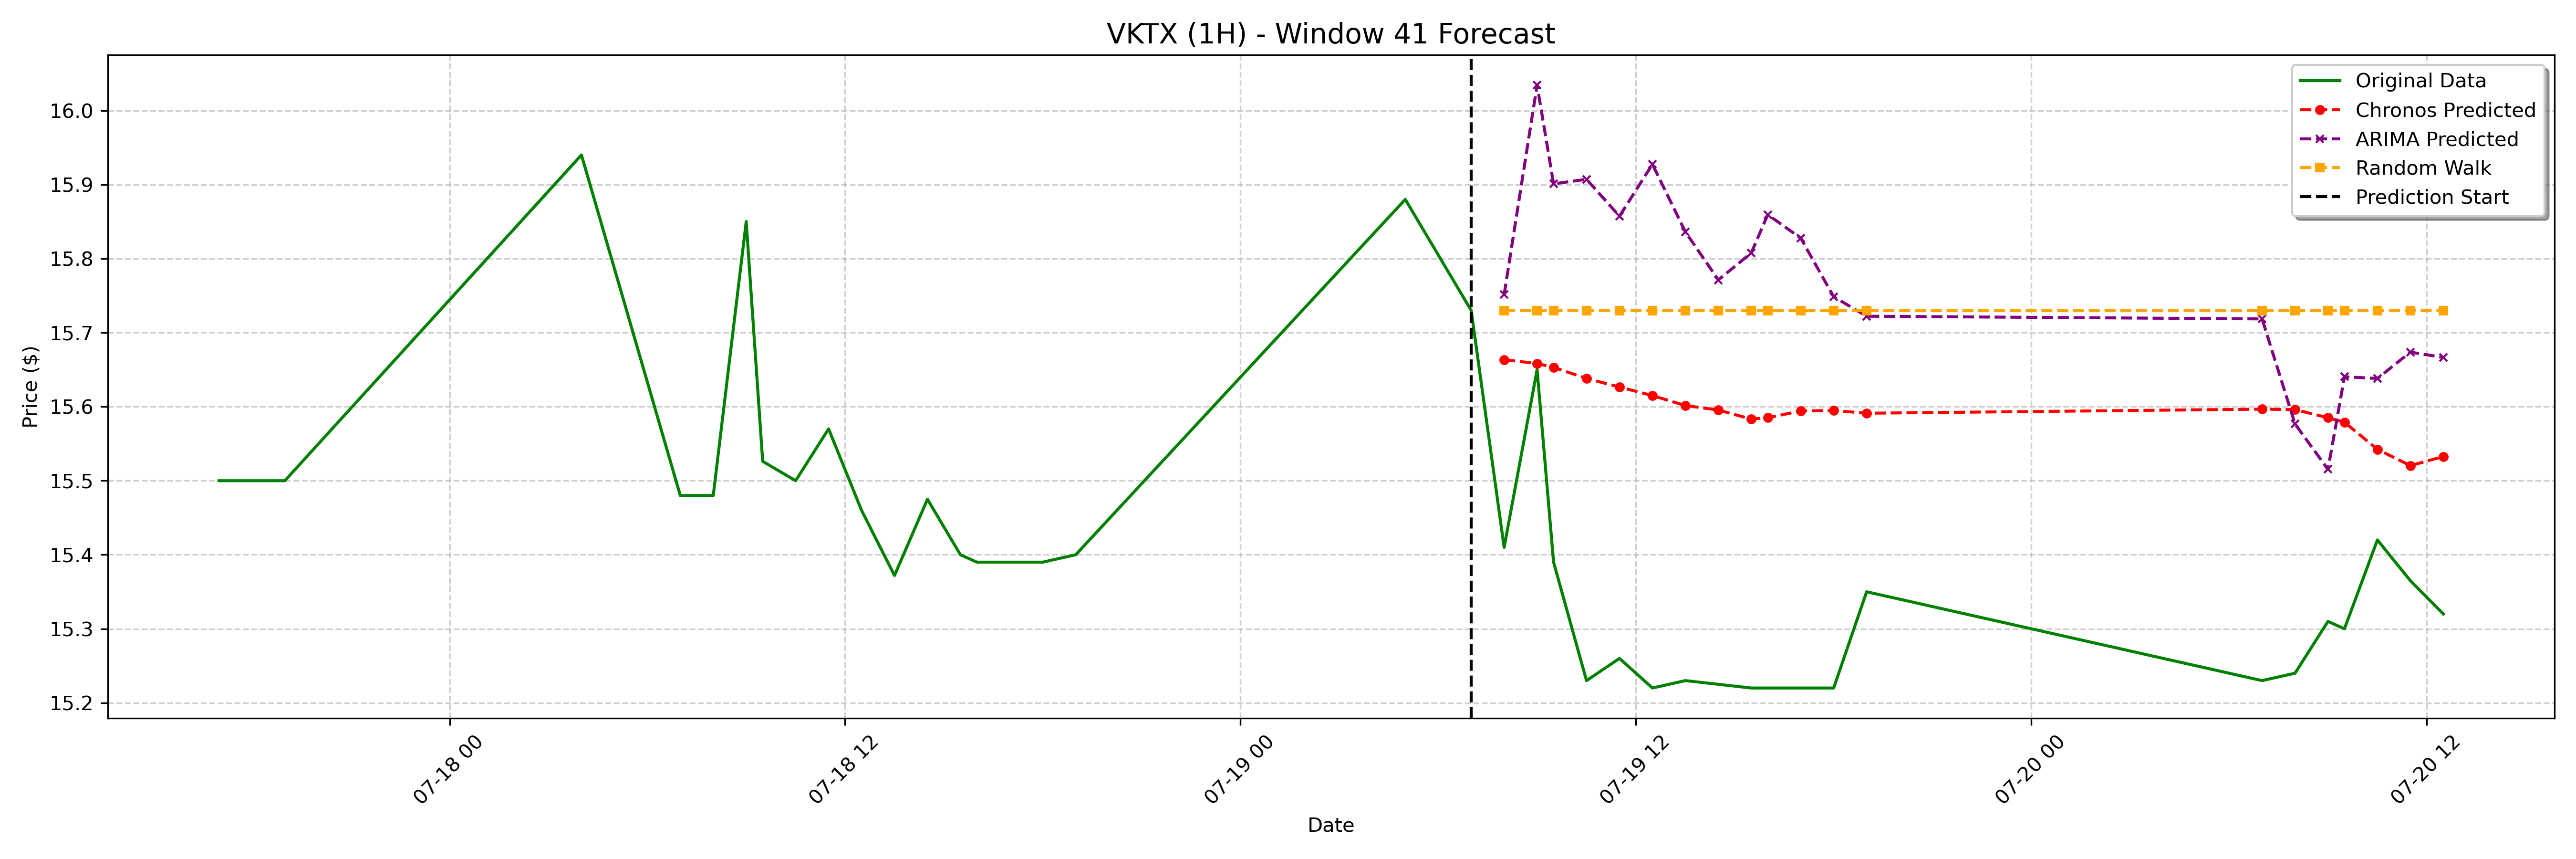 VKTX (1H) - Window 41 Forecast
Price ($)
16.0
15.9
15.8
15.7
15.6
15.5
15.4
15.3
15.2
Original Data
Chronos Predicted
ARIMA Predicted
Random Walk
Prediction Start
07-18 00
07-18 12
07-19 00
07-19 12
07-20 00
07-20 12
Date